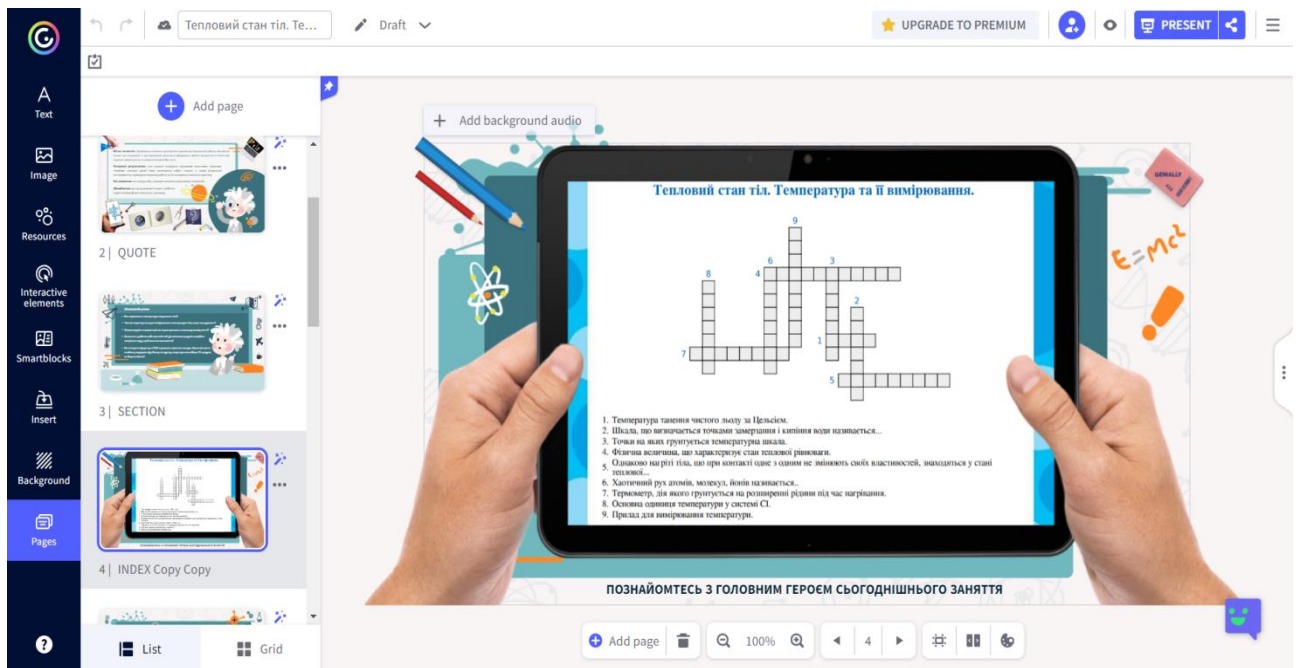 Тепловий стан тіл. Те...
Draft
UPGRADE TO PREMIUM
PRESENT
Text
Image
Resources
Interactive
elements
Smartblocks
Insert
Background
Pages
Add page
2 | QUOTE
3 | SECTION
4 | INDEX Copy Copy
List
Grid
Add background audio
GENIALLY
E=mc²
Тепловий стан тіл. Температура та її вимірювання.
9
6
3
8
4
2
1
7
5
1. Температура танення чистого льоду за Цельсієм.
2. Шкала, що визначається точками замерзання і кипіння води називається...
3. Точки на яких грунтується температурна шкала.
4. Фізична величина, що характеризує стан теплової рівноваги.
5. Однаково нагріті тіла, що при контакті одне з одним не змінюють своїх властивостей, знаходяться у стані
теплової...
6. Хаотичний рух атомів, молекул, йонів називається..
7. Термометр, дія якого грунтується на розширенні рідини під час нагрівання.
8. Основна одиниця температури у системі СІ.
9. Прилад для вимірювання температури.
ПОЗНАЙОМТЕСЬ З ГОЛОВНИМ ГЕРОЄМ СЬОГОДНІШНЬОГО ЗАНЯТТЯ
Add page
100%
4